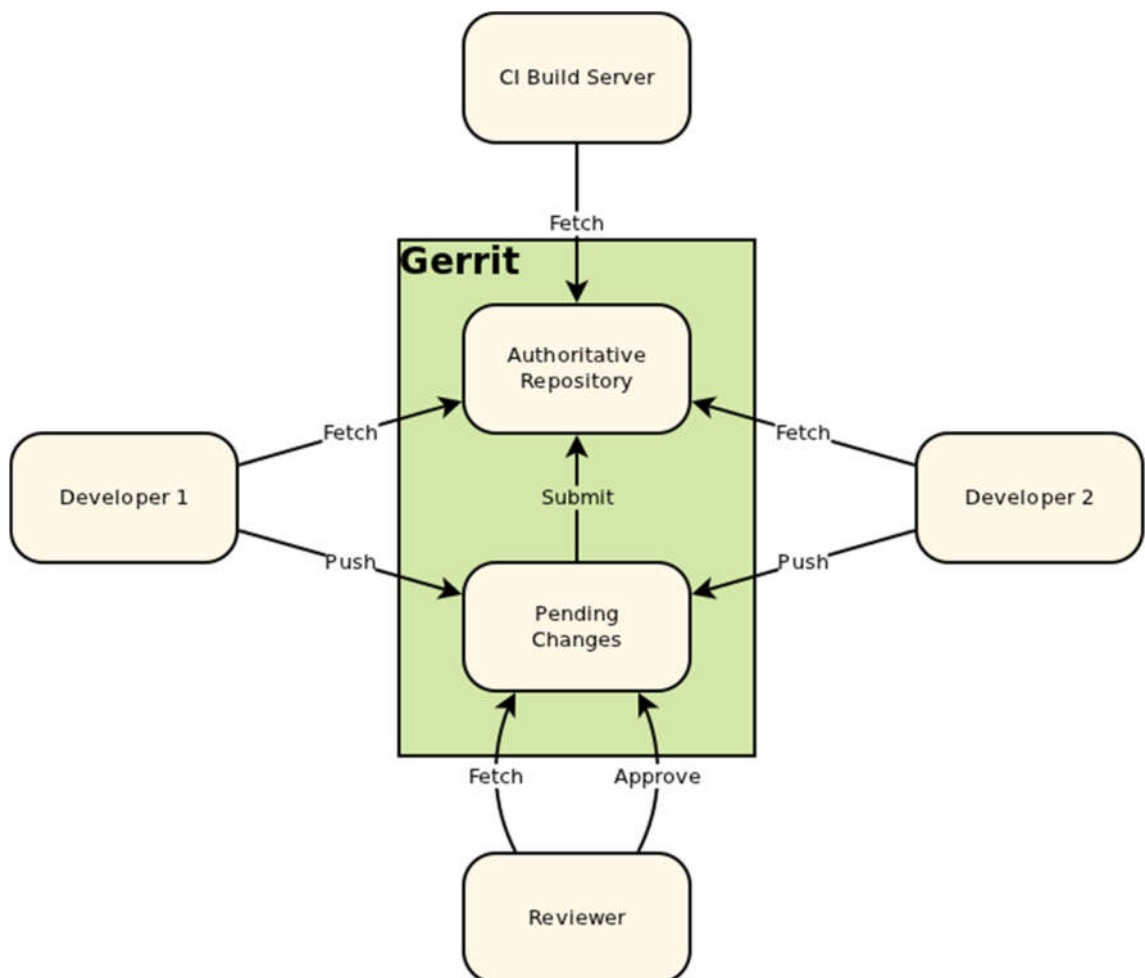 CI Build Server
Fetch
Gerrit
Authoritative
Repository
Fetch
Fetch
Developer 1
Submit
Developer 2
Push
Push
Pending
Changes
Fetch
Approve
Reviewer